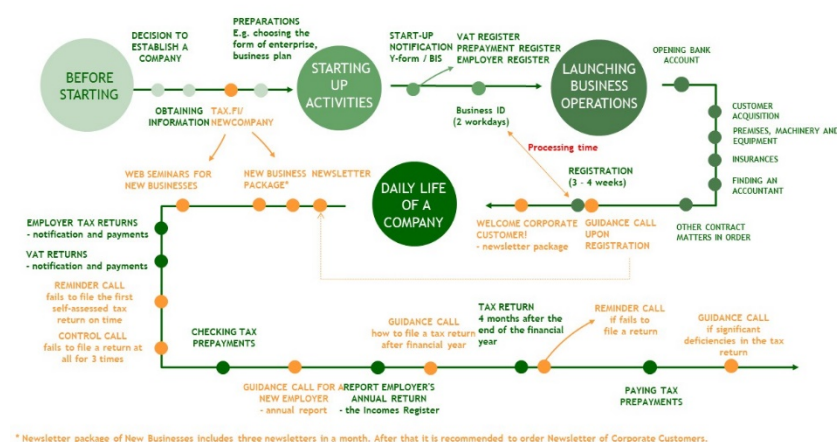 BEFORE
STARTING
DECISION TO
ESTABLISH A
COMPANY
OBTAINING
INFORMATION
TAX.FI/
NEWCOMPANY
PREPARATIONS
E.g. choosing the
form of enterprise,
business plan
STARTING
UP
ACTIVITIES
START-UP
NOTIFICATION
Y-form / BIS
VAT REGISTER
PREPAYMENT REGISTER
EMPLOYER REGISTER
Business ID
(2 workdays)
LAUNCHING
BUSINESS
OPERATIONS
OPENING BANK
ACCOUNT
CUSTOMER
ACQUISITION
PREMISES, MACHINERY AND
EQUIPMENT
INSURANCES
FINDING AN
ACCOUNTANT
OTHER CONTRACT
MATTERS IN ORDER
Processing time
REGISTRATION
(3 - 4 weeks)
GUIDANCE CALL
UPON
REGISTRATION
WELCOME CORPORATE
CUSTOMER!
- newsletter package
DAILY LIFE
OF A
COMPANY
NEW BUSINESS NEWSLETTER
PACKAGE*
WEB SEMINARS FOR
NEW BUSINESSES
EMPLOYER TAX RETURNS
- notification and payments
VAT RETURNS
- notification and payments
REMINDER CALL
fails to file the first
self-assessed tax
return on time
CONTROL CALL
fails to file a return at
all for 3 times
CHECKING TAX
PREPAYMENTS
GUIDANCE CALL FOR A
NEW EMPLOYER
- annual report
REPORT EMPLOYER'S
ANNUAL RETURN
- the Incomes Register
GUIDANCE CALL
how to file a tax return
after financial year
TAX RETURN
4 months after the
end of the financial
year
REMINDER CALL
if fails to
file a return
PAYING TAX
PREPAYMENTS
GUIDANCE CALL
if significant
deficiencies in the tax
return
* Newsletter package of New Businesses includes three newsletters in a month. After that it is recommended to order Newsletter of Corporate Customers.